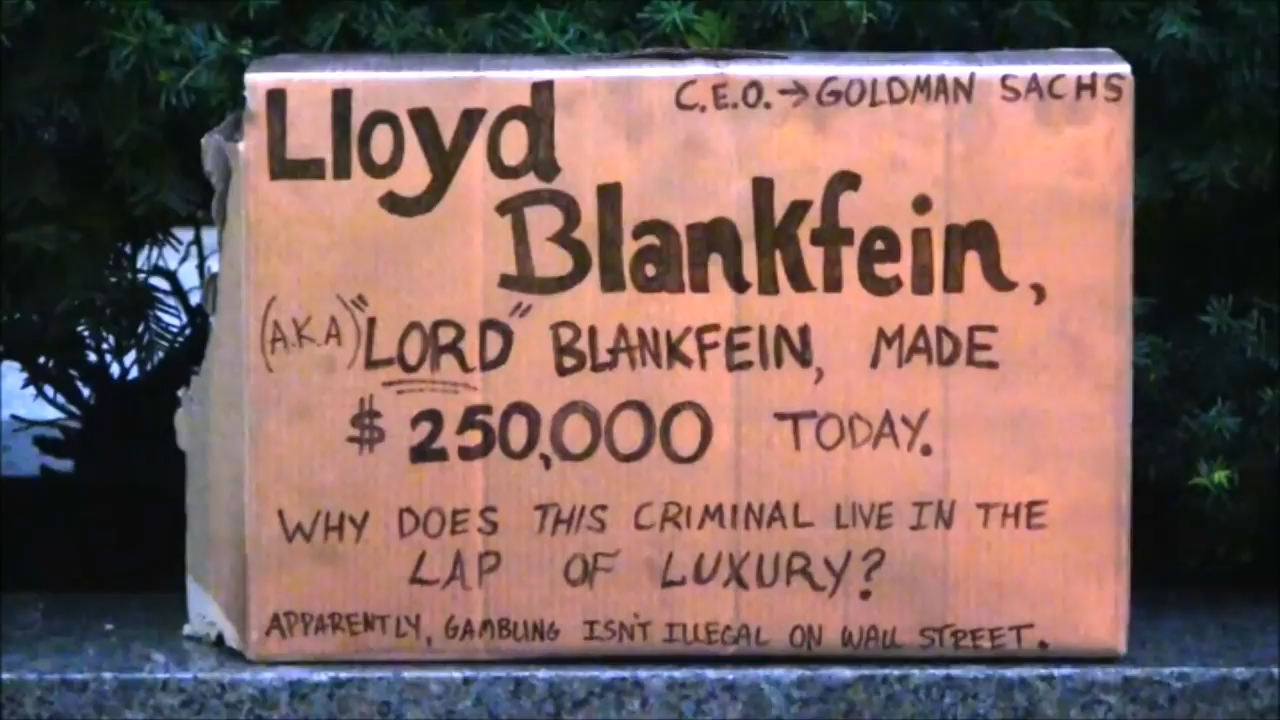 C.E.O.→GOLDMAN SACHS
Lloyd
Blankfein,
(A.K.A) "LORD" BLANKFEIN, MADE
$250,000 TODAY.
WHY DOES THIS CRIMINAL LIVE IN THE
LAP OF LUXURY?
APPARENTLY, GAMBLING ISN'T ILLEGAL ON WALL STREET.